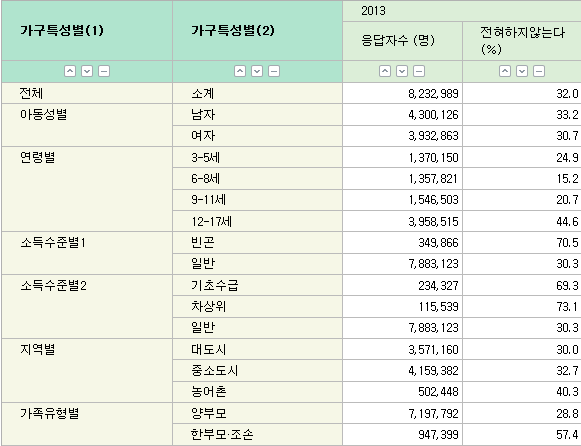 가구특성별(1) 가구특성별(2) 2013
응답자수 (명) 전혀하지않는다 (%)
전체 소계 8,232,989 32.0
아동성별 남자 4,300,126 33.2
여자 3,932,863 30.7
연령별 3-5세 1,370,150 24.9
6-8세 1,357,821 15.2
9-11세 1,546,503 20.7
12-17세 3,958,515 44.6
소득수준별1 빈곤 349,866 70.5
일반 7,883,123 30.3
소득수준별2 기초수급 234,327 69.3
차상위 115,539 73.1
일반 7,883,123 30.3
지역별 대도시 3,571,160 30.0
중소도시 4,159,382 32.7
농어촌 502,448 40.3
가족유형별 양부모 7,197,792 28.8
한부모·조손 947,399 57.4